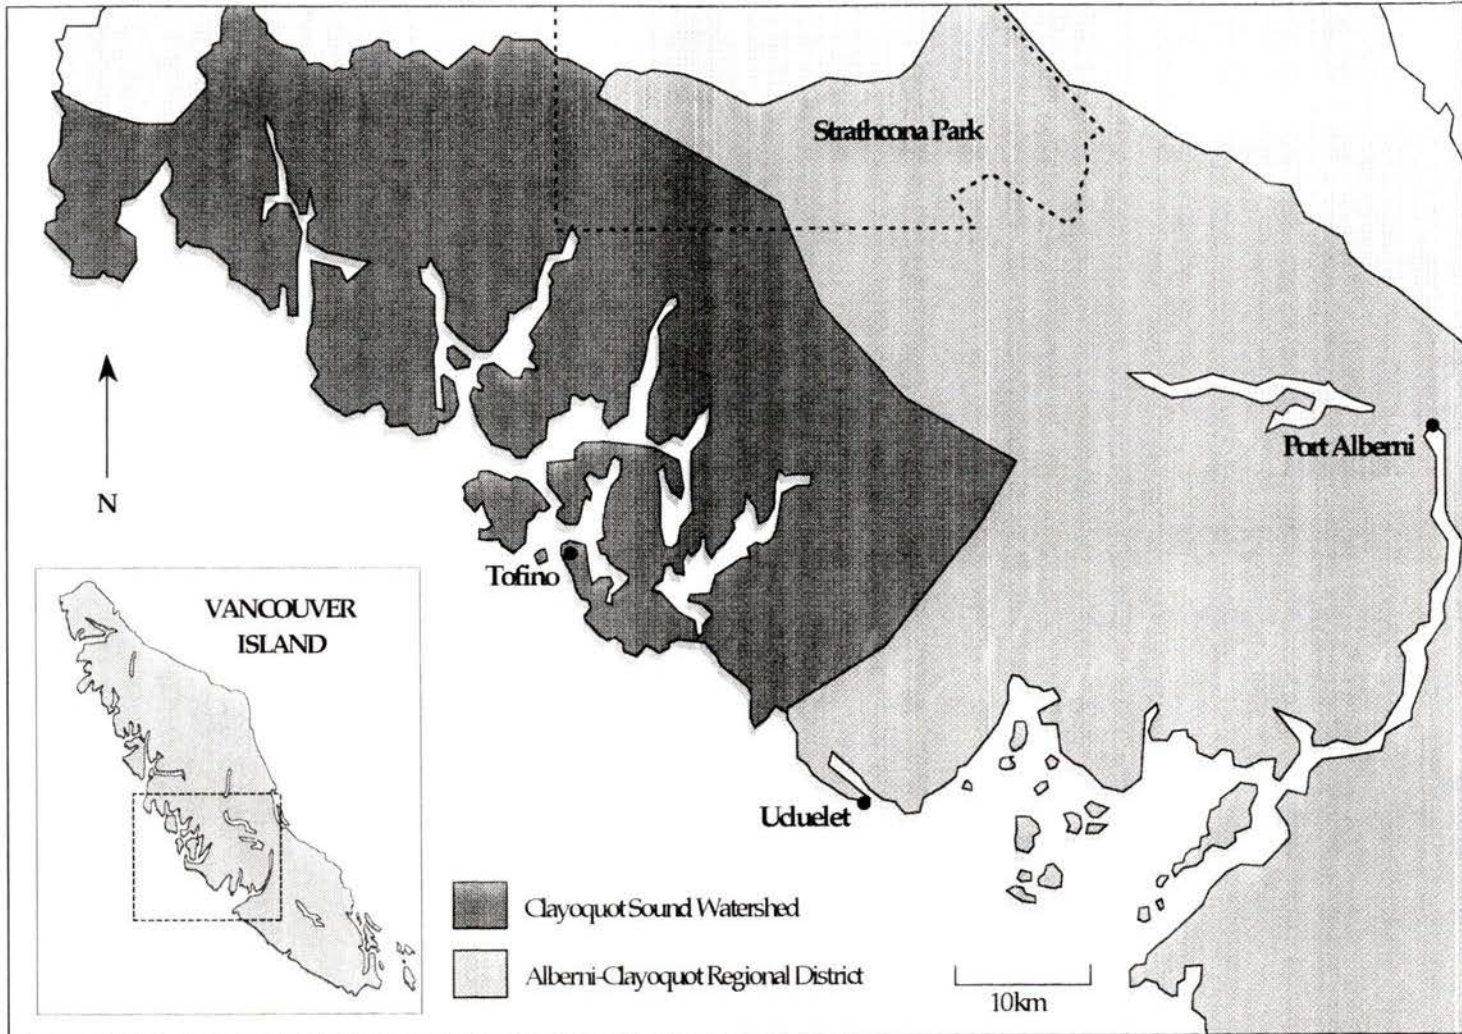 Strathcona Park
Port Alberni
N
Tofino
VANCOUVER
ISLAND
Ucluelet
Clayoquot Sound Watershed
Alberni-Clayoquot Regional District
10km